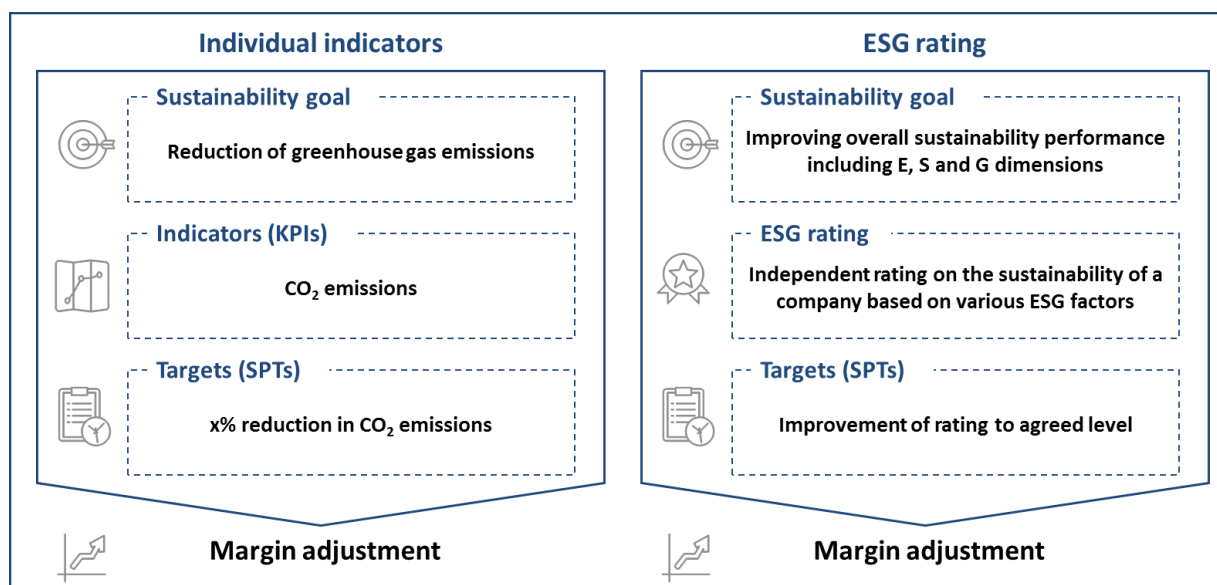 Individual indicators
Sustainability goal
Reduction of greenhouse gas emissions
Indicators (KPIs)
CO₂ emissions
Targets (SPTs)
x% reduction in CO₂ emissions
Margin adjustment
ESG rating
Sustainability goal
Improving overall sustainability performance
including E, S and G dimensions
ESG rating
Independent rating on the sustainability of a
company based on various ESG factors
Targets (SPTs)
Improvement of rating to agreed level
Margin adjustment